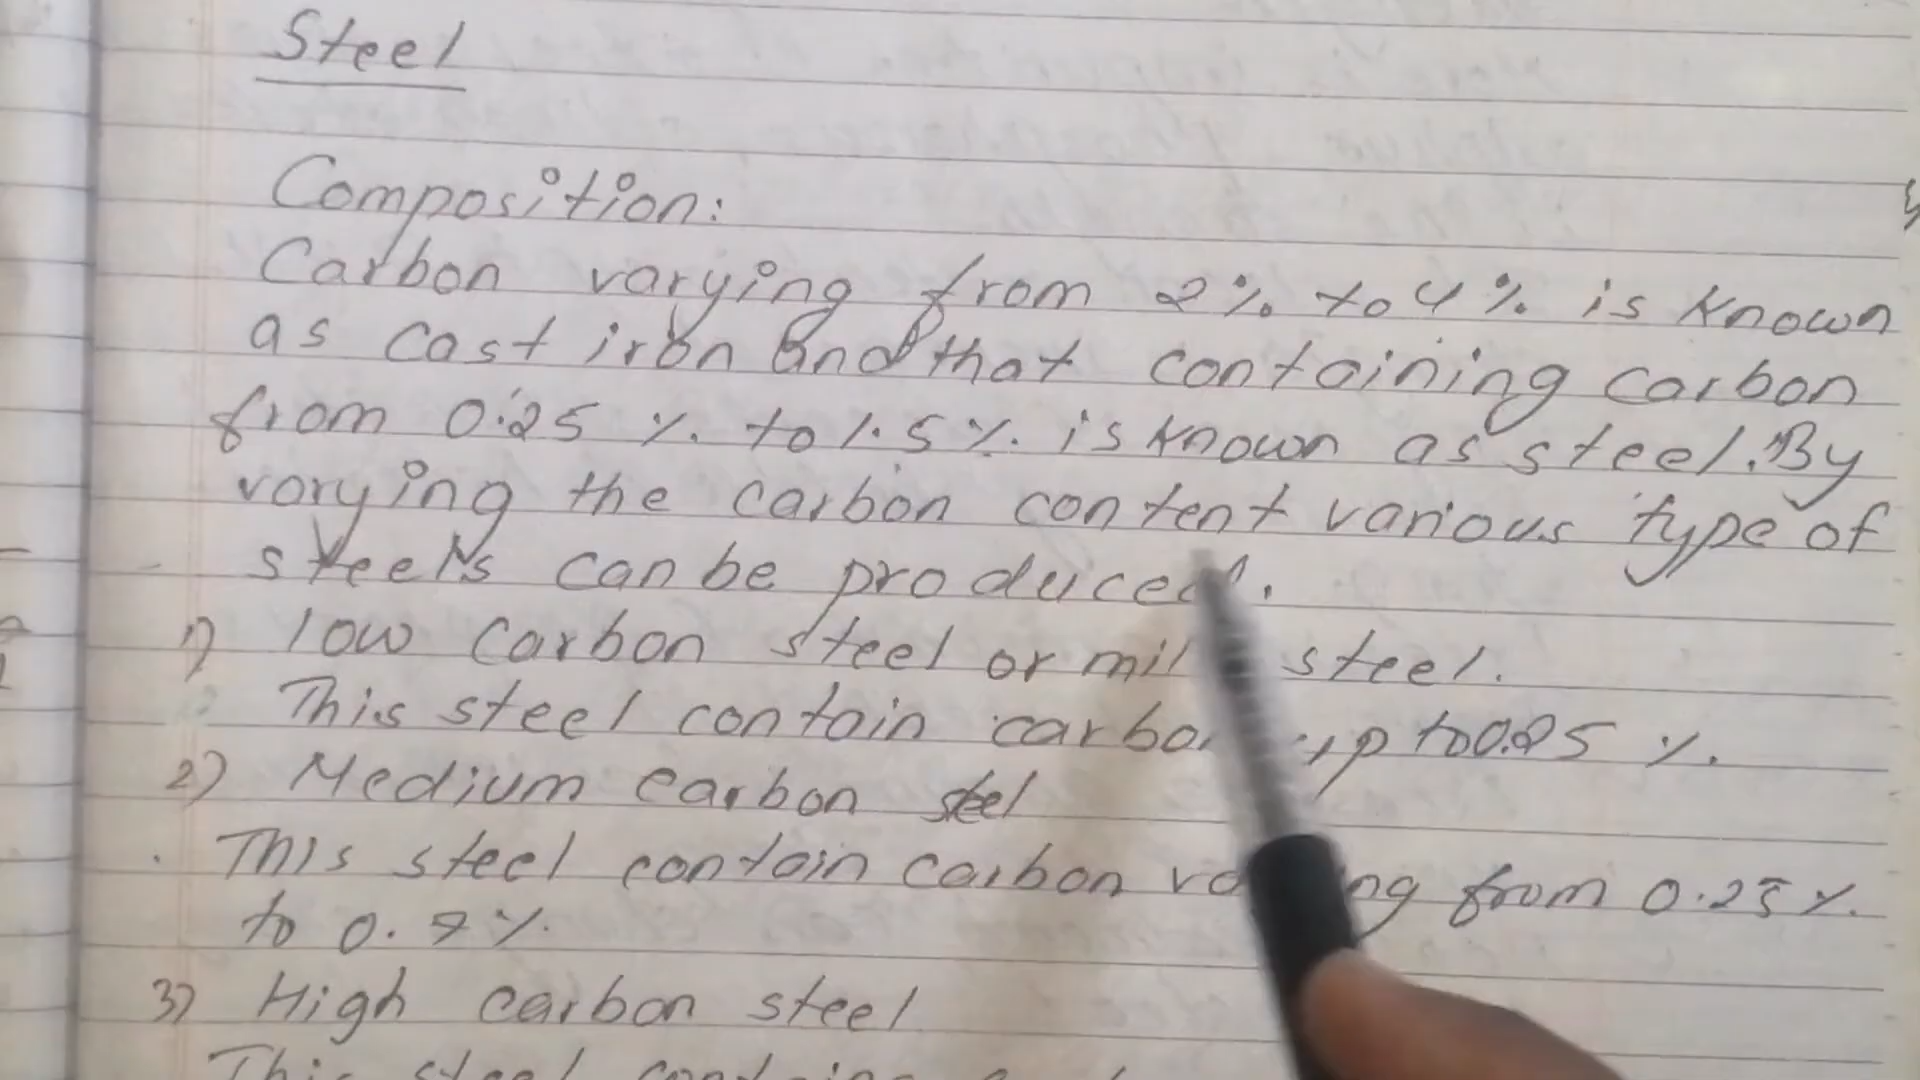 Steel
Composition:
Carbon varying from 2% to 4% is known
as cast iron and that containing carbon
from 0.25 % to 1.5 %. is known as steel. By
varying the carbon content various type of
steels can be produced.
1) low carbon steel or mil steel.
This steel contain carbon up to 0.25 %.
2) Medium carbon steel
This steel contain carbon from 0.25 %.
to 0.7 %.
3) High carbon steel
This steel